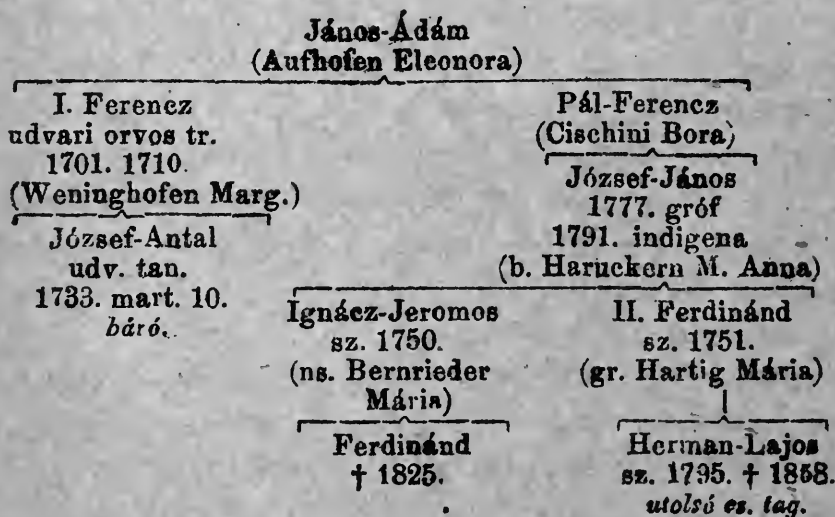 János-Ádám
(Aufhofen Eleonora)
I. Ferencz
udvari orvos tr.
1701. 1710.
(Weninghofen Marg.)
József-Antal
udv. tan.
1733. mart. 10.
báró.
Pál-Ferencz
(Cischini Bora)
József-János
1777. gróf
1791. indigena
(b. Haruckern M. Anna)
Ignácz-Jeromos
sz. 1750.
(ns. Bernrieder
Mária)
Ferdinánd
† 1825.
II. Ferdinánd
sz. 1751.
(gr. Hartig Mária)
Herman-Lajos
sz. 1795. † 1858.
utolsó cs. tag.